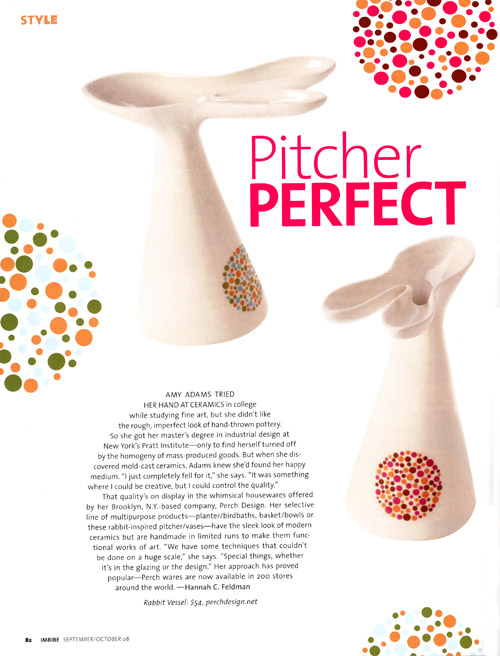 STYLE
Pitcher
PERFECT
AMY ADAMS TRIED
HER HAND AT CERAMICS in college
while studying fine art, but she didn't like
the rough, imperfect look of hand-thrown pottery.
So she got her master's degree in industrial design at
New York's Pratt Institute—only to find herself turned off
by the homogeny of mass-produced goods. But when she dis-
covered mold-cast ceramics, Adams knew she'd found her happy
medium. "I just completely fell for it," she says. "It was something
where I could be creative, but I could control the quality."
That quality's on display in the whimsical housewares offered
by her Brooklyn, N.Y.-based company, Perch Design. Her selective
line of multipurpose products—planter/birdbaths, basket/bowls or
these rabbit-inspired pitcher/vases—have the sleek look of modern
ceramics but are handmade in limited runs to make them func-
tional works of art. "We have some techniques that couldn't
be done on a huge scale," she says. "Special things, whether
it's in the glazing or the design." Her approach has proved
popular—Perch wares are now available in 200 stores
around the world. —Hannah C. Feldman
Rabbit Vessel: $54, perchdesign.net
82 IMBIBE SEPTEMBER/OCTOBER 08